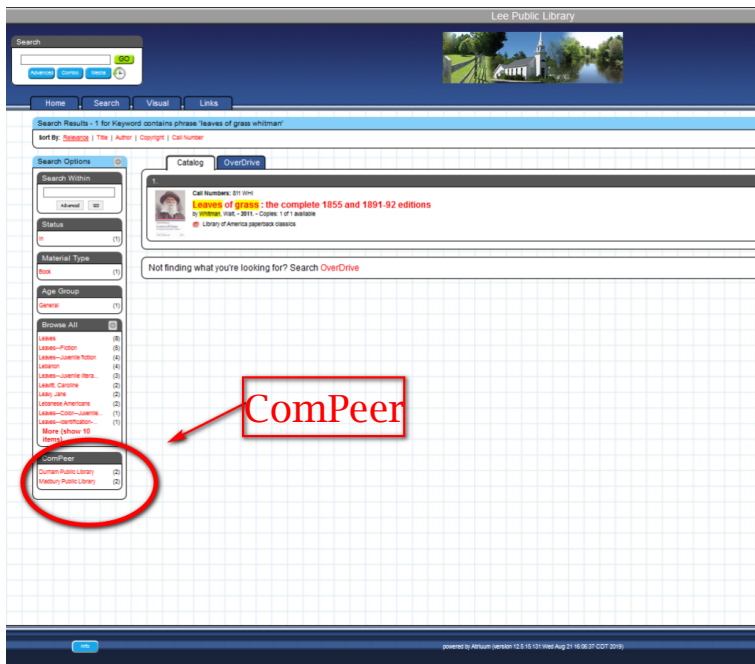 Lee Public Library
Search
GO
Advanced Combo Media
Home Search Visual Links
Search Results - 1 for Keyword contains phrase 'leaves of grass whitman'
Sort By: Relevance | Title | Author | Copyright | Call Number
Search Options
Catalog OverDrive
Search Within
Advanced GO
1.
Call Numbers: 811 WHI
Leaves of grass : the complete 1855 and 1891-92 editions
by Whitman, Walt, - 2011. - Copies: 1 of 1 available
Library of America paperback classics
Status
In (1)
Material Type
Book (1)
Not finding what you're looking for? Search OverDrive
Age Group
General (1)
Browse All
Leaves (8)
Leaves--Fiction (5)
Leaves--Juvenile fiction (4)
Lebanon (4)
Leaves--Juvenile litera... (3)
Leavitt, Caroline (2)
Leavy, Jane (2)
Lebanese Americans (2)
Leaves--Color--Juvenile... (1)
Leaves--Identification-... (1)
More (show 10
items)
ComPeer
ComPeer
Durham Public Library (2)
Madbury Public Library (2)
Info
powered by Atriuum (version 12.5.15.131 Wed Aug 21 16:06:37 CDT 2019)